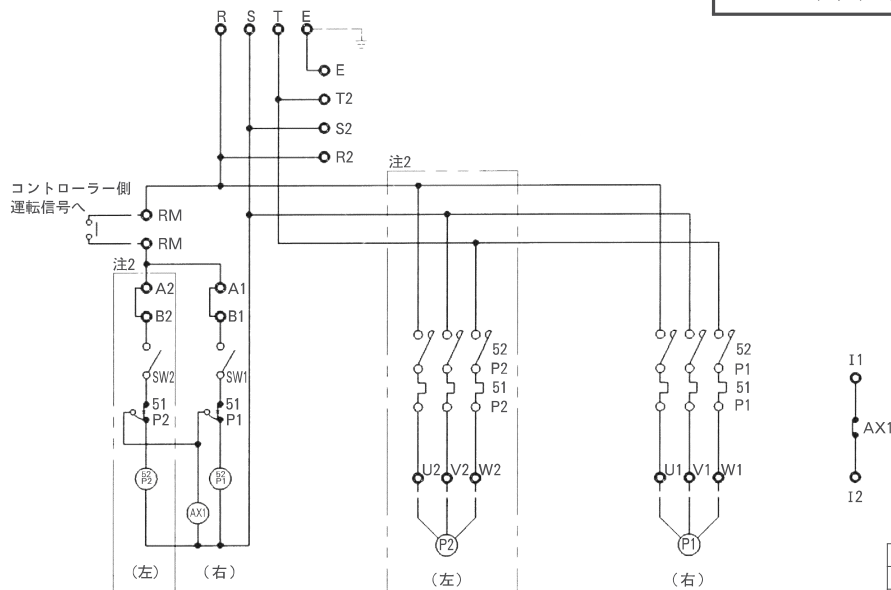 R S T E
E
T2
S2
R2
注2
コントローラー側
運転信号へ
RM
RM
注2
A2 A1
B2 B1
SW2 SW1
51 51
P2 P1
52 52
P2 P1
AX1
(左) (右)
52 52
P2 P1
51 51
P2 P1
U2 V2 W2 U1 V1 W1
P2 P1
(左) (右)
I1
AX1
I2